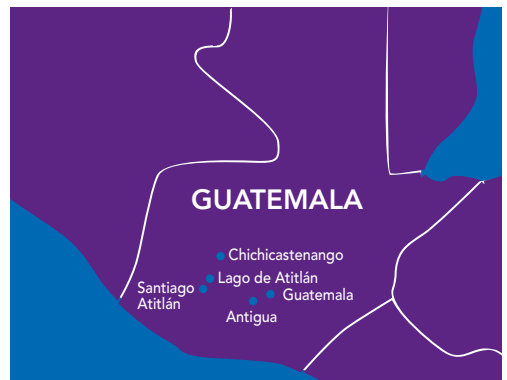 GUATEMALA
Chichicastenango
Lago de Atitlán
Santiago
Atitlán
Guatemala
Antigua